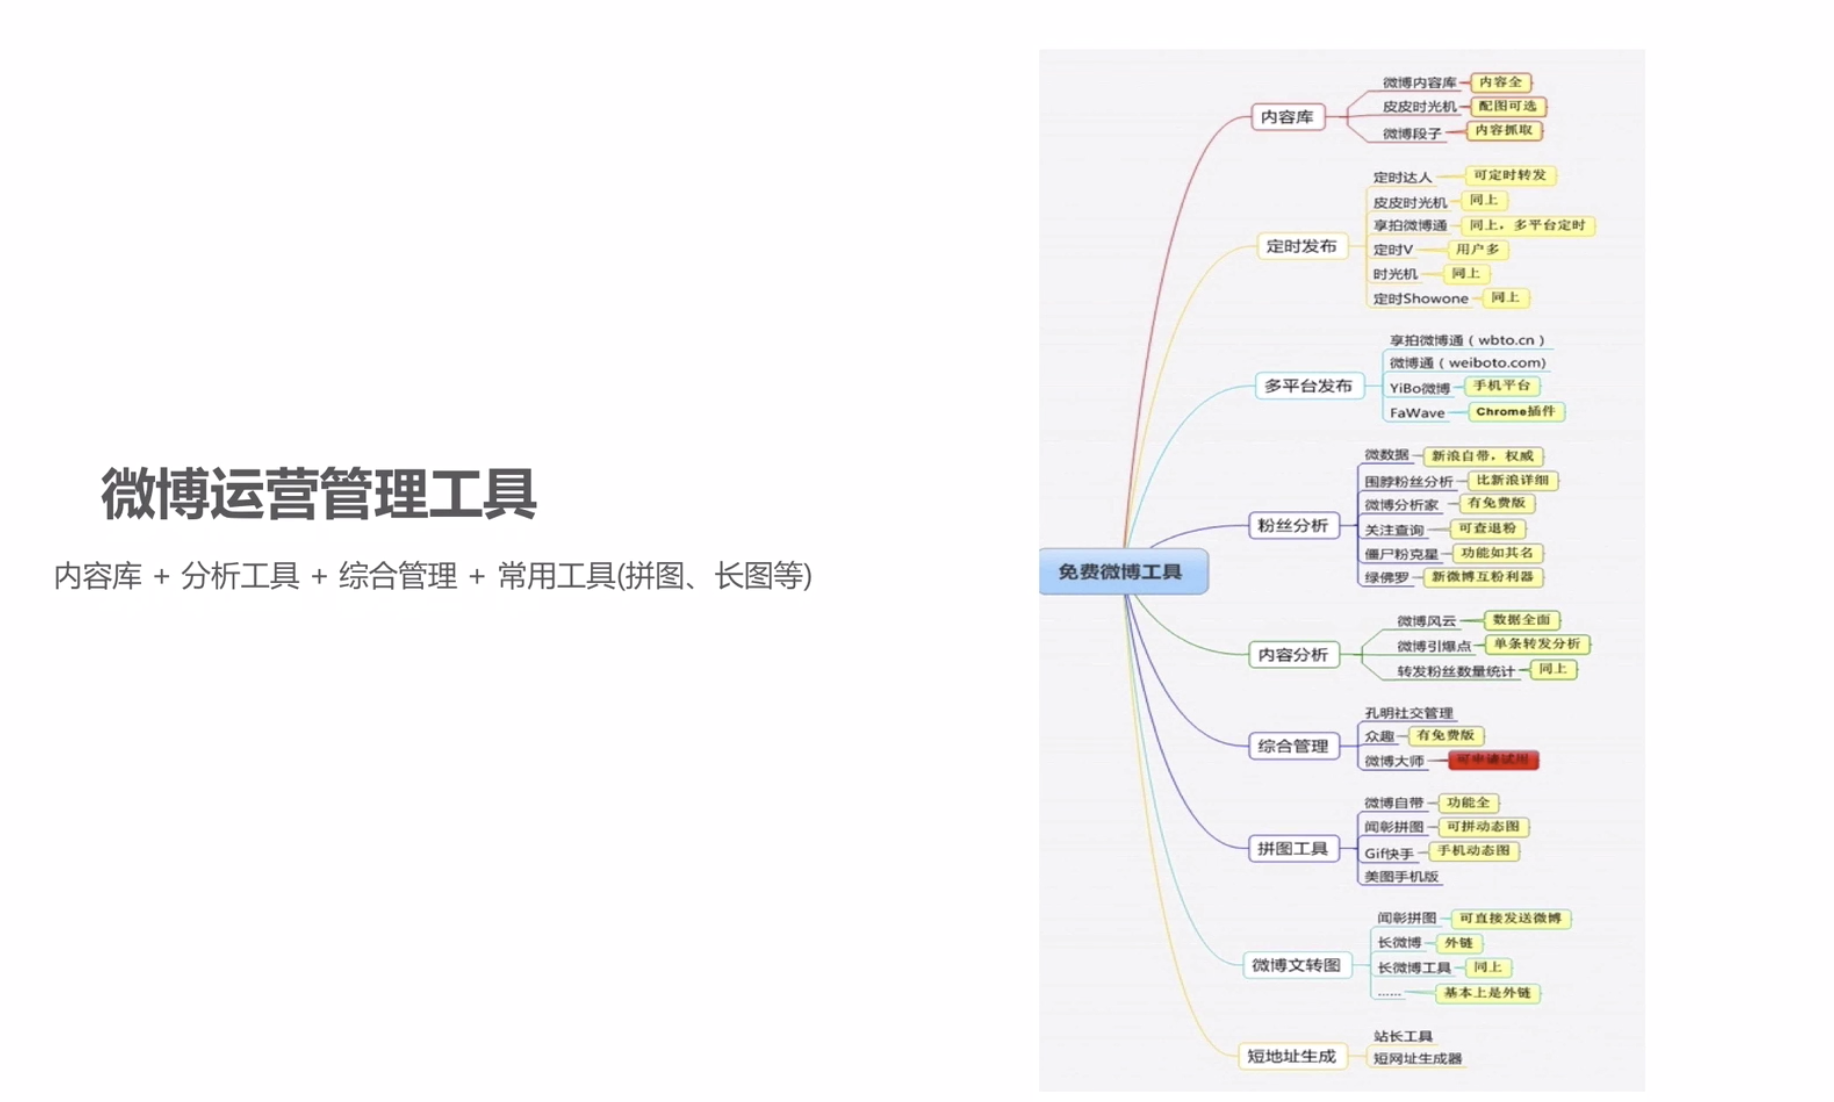 微博运营管理工具
内容库 + 分析工具 + 综合管理 + 常用工具(拼图、长图等)
免费微博工具
内容库
微博内容库 内容全
皮皮时光机 配图可选
微博段子 内容抓取
定时发布
定时达人 可定时转发
皮皮时光机 同上
享拍微博通 同上，多平台定时
定时V 用户多
时光机 同上
定时Showone 同上
多平台发布
享拍微博通（wbto.cn）
微博通（weiboto.com)
YiBo微博 手机平台
FaWave Chrome插件
粉丝分析
微数据 新浪自带，权威
围脖粉丝分析 比新浪详细
微博分析家 有免费版
关注查询 可查退粉
僵尸粉克星 功能如其名
绿佛罗 新微博互粉利器
内容分析
微博风云 数据全面
微博引爆点 单条转发分析
转发粉丝数量统计 同上
综合管理
孔明社交管理
众趣 有免费版
微博大师 可申请试用
拼图工具
微博自带 功能全
闻彰拼图 可拼动态图
Gif快手 手机动态图
美图手机版
微博文转图
闻彰拼图 可直接发送微博
长微博 外链
长微博工具 同上
...... 基本上是外链
短地址生成
站长工具
短网址生成器